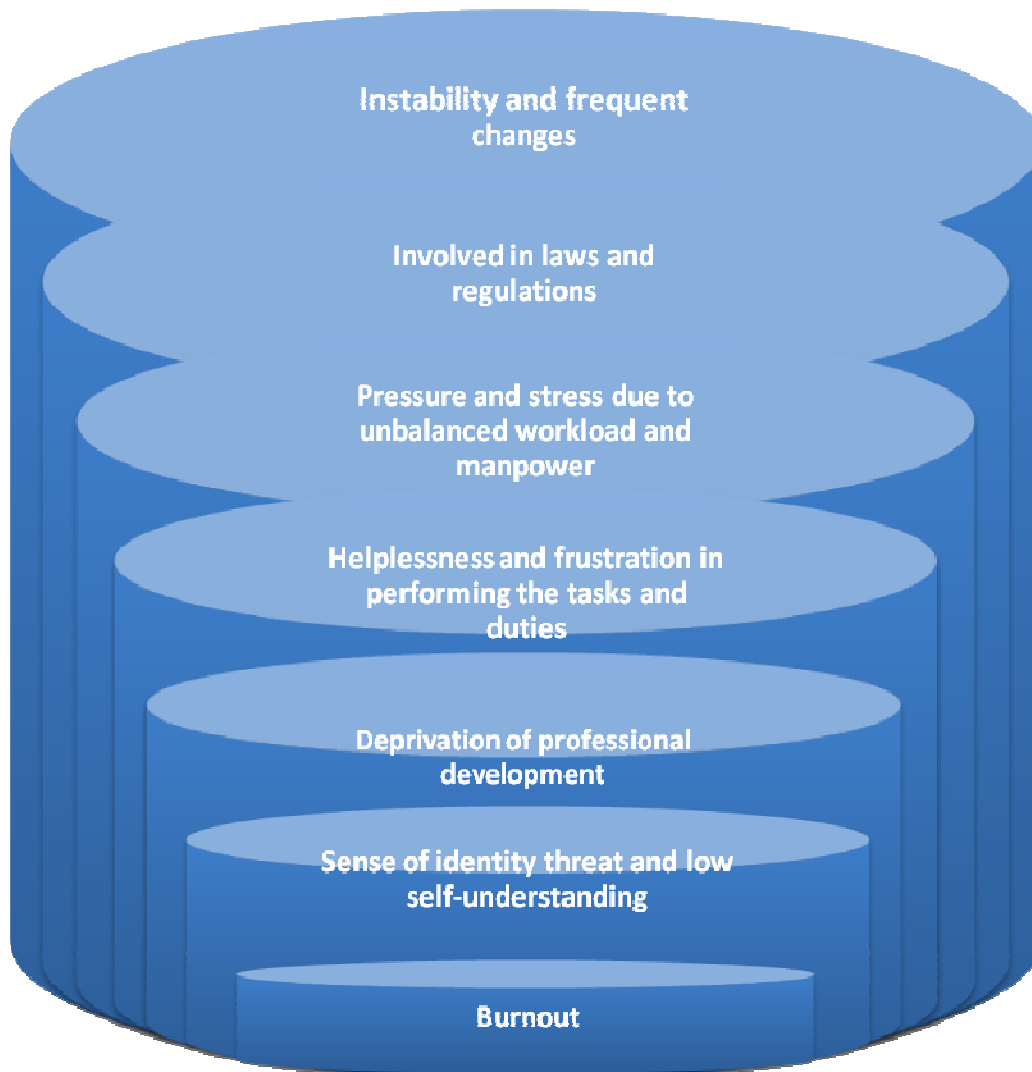 Instability and frequent
changes
Involved in laws and
regulations
Pressure and stress due to
unbalanced workload and
manpower
Helplessness and frustration in
performing the tasks and
duties
Deprivation of professional
development
Sense of identity threat and low
self-understanding
Burnout